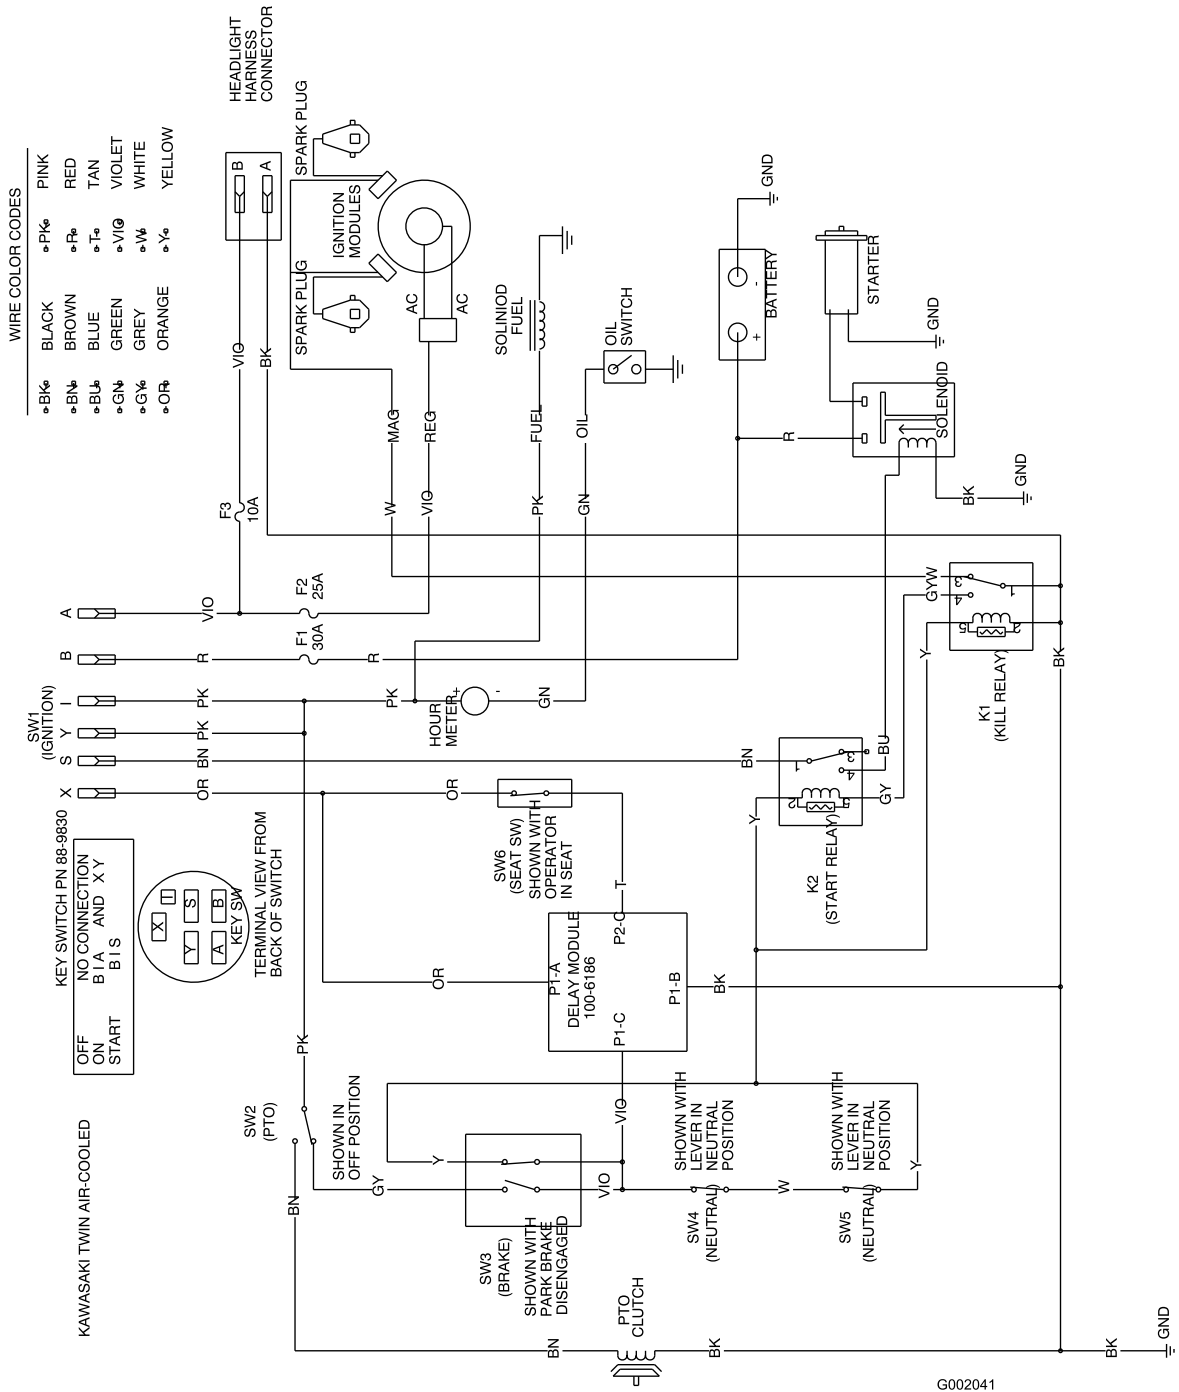 KAWASAKI TWIN AIR-COOLED
KEY SWITCH PN 88-9830
OFF NO CONNECTION
ON B I A AND X Y
START B I S
X
I
Y
S
A
B
KEY SW
TERMINAL VIEW FROM
BACK OF SWITCH
SW1
(IGNITION)
X
S
Y
I
B
A
OR
BN
PK
PK
R
VIO
WIRE COLOR CODES
BK BLACK
BN BROWN
BU BLUE
GN GREEN
GY GREY
OR ORANGE
PK PINK
R RED
T TAN
VIO VIOLET
W WHITE
Y YELLOW
HEADLIGHT
HARNESS
CONNECTOR
B
A
VIO
BK
F3
10A
F2
25A
F1
30A
R
SPARK PLUG
SPARK PLUG
IGNITION
MODULES
AC
AC
MAG
REG
W
VIO
SOLINIOD
FUEL
FUEL
PK
OIL
SWITCH
OIL
GN
PK
HOUR
METER
+
-
GN
BATTERY
+
-
GND
STARTER
GND
R
SOLENOID
BK
GND
W
GY
3
4
1
5
2
Y
BK
K1
(KILL RELAY)
BN
1
3
4
2
5
BU
GY
Y
K2
(START RELAY)
OR
SW6
(SEAT SW)
SHOWN WITH
OPERATOR
IN SEAT
T
OR
P1-A
P2-C
DELAY MODULE
100-6186
P1-C
P1-B
BK
VIO
PK
SW2
(PTO)
SHOWN IN
OFF POSITION
BN
GY
Y
VIO
SW3
(BRAKE)
SHOWN WITH
PARK BRAKE
DISENGAGED
SHOWN WITH
LEVER IN
NEUTRAL
POSITION
SW4
(NEUTRAL)
W
SHOWN WITH
LEVER IN
NEUTRAL
POSITION
SW5
(NEUTRAL)
Y
BN
PTO
CLUTCH
BK
BK
GND
G002041